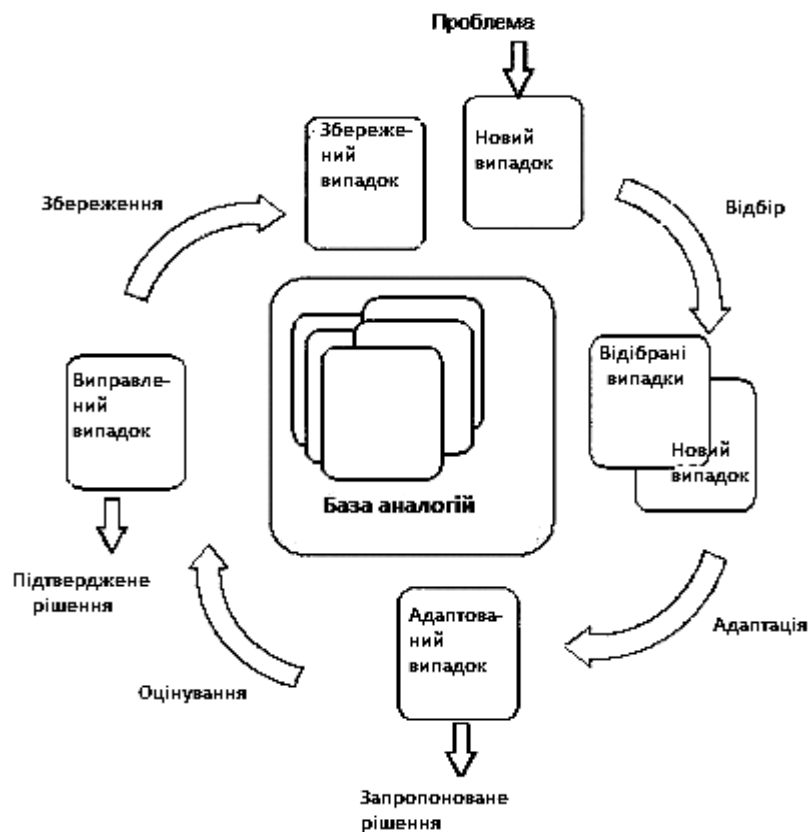 Проблема
Збереже-
ний
випадок
Новий
випадок
Збереження
Відбір
Відібрані
випадки
Новий
випадок
Виправле-
ний
випадок
База аналогій
Підтверджене
рішення
Адаптова-
ний
випадок
Адаптація
Оцінування
Запропоноване
рішення